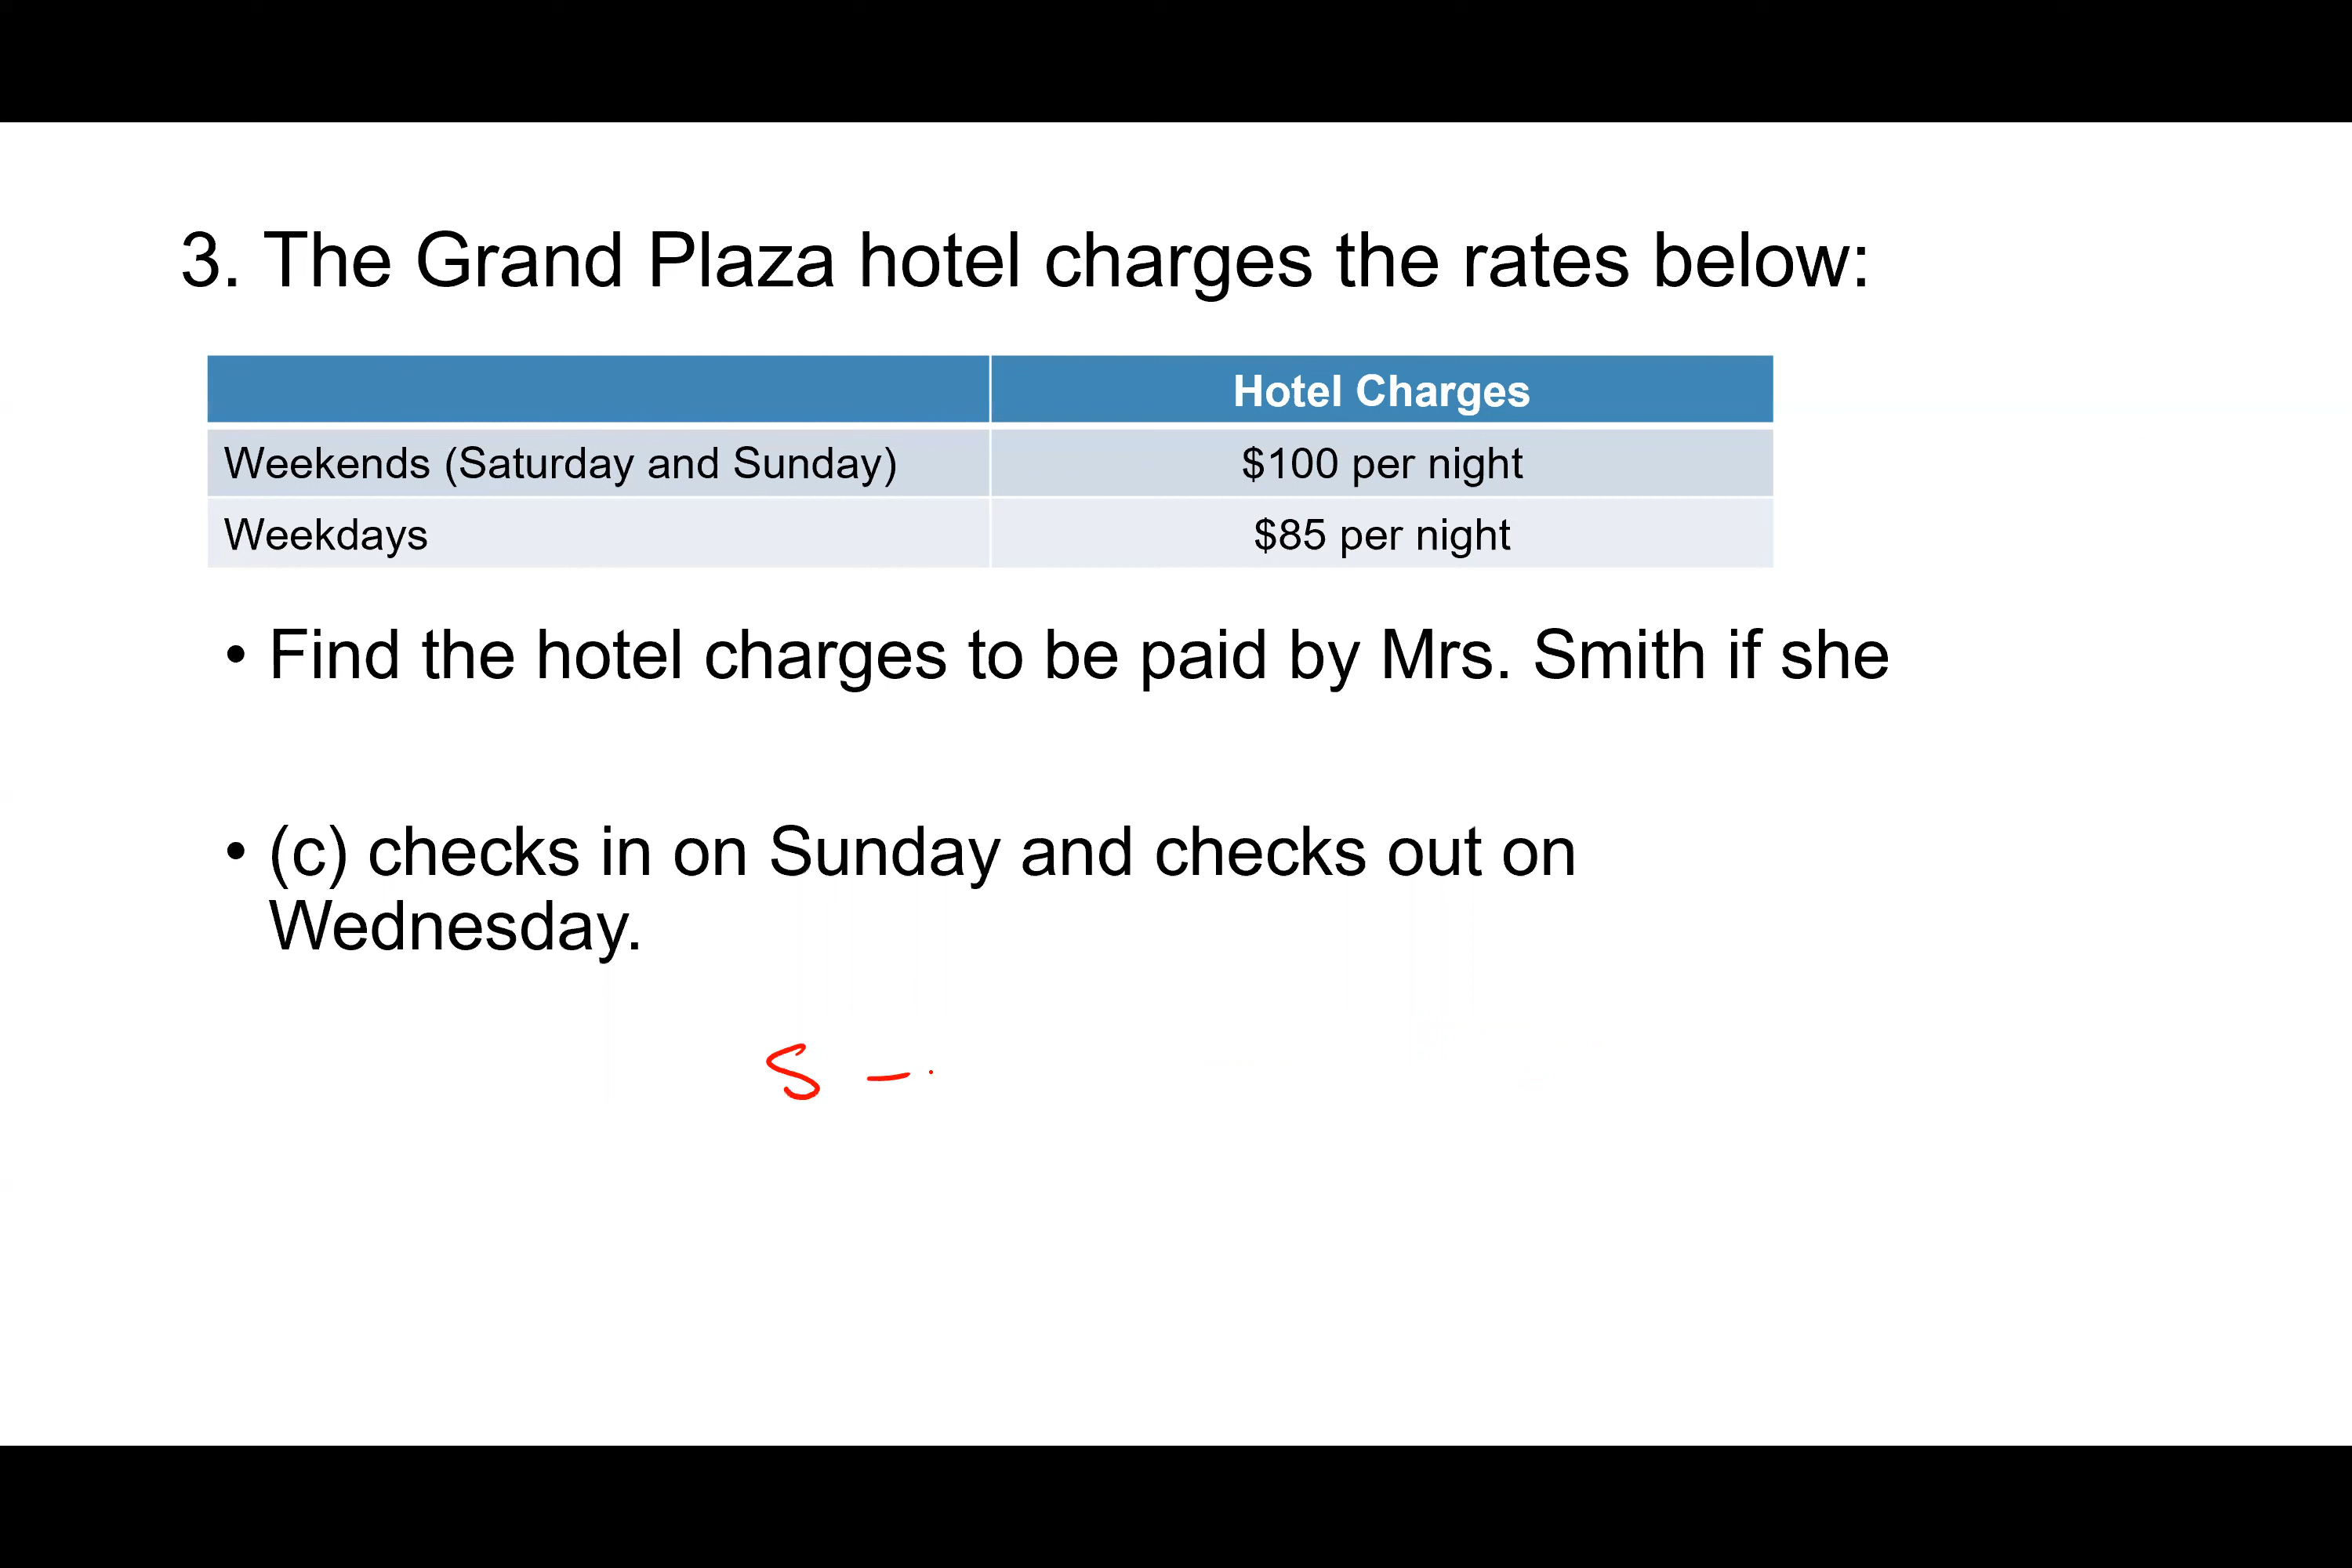 3. The Grand Plaza hotel charges the rates below:
Hotel Charges
Weekends (Saturday and Sunday) $100 per night
Weekdays $85 per night
• Find the hotel charges to be paid by Mrs. Smith if she
• (c) checks in on Sunday and checks out on
Wednesday.
S -